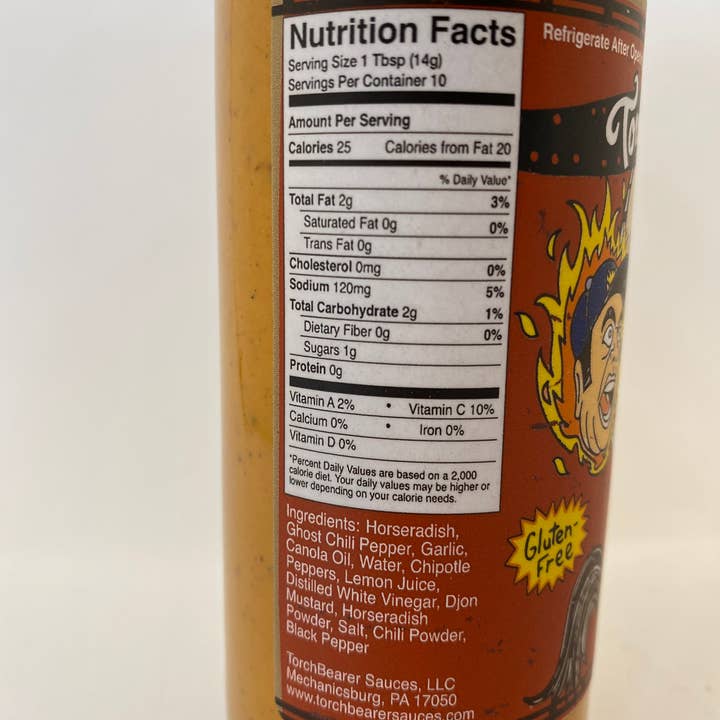 Nutrition Facts
Serving Size 1 Tbsp (14g)
Servings Per Container 10
Amount Per Serving
Calories 25 Calories from Fat 20
% Daily Value*
Total Fat 2g 3%
Saturated Fat 0g 0%
Trans Fat 0g
Cholesterol 0mg 0%
Sodium 120mg 5%
Total Carbohydrate 2g 1%
Dietary Fiber 0g 0%
Sugars 1g
Protein 0g
Vitamin A 2% • Vitamin C 10%
Calcium 0% • Iron 0%
Vitamin D 0%
*Percent Daily Values are based on a 2,000
calorie diet. Your daily values may be higher or
lower depending on your calorie needs.
Ingredients: Horseradish,
Ghost Chili Pepper, Garlic,
Canola Oil, Water, Chipotle
Peppers, Lemon Juice,
Distilled White Vinegar, Djon
Mustard, Horseradish
Powder, Salt, Chili Powder,
Black Pepper
TorchBearer Sauces, LLC
Mechanicsburg, PA 17050
www.torchbearersauces.com
Refrigerate After
Gluten-
Free